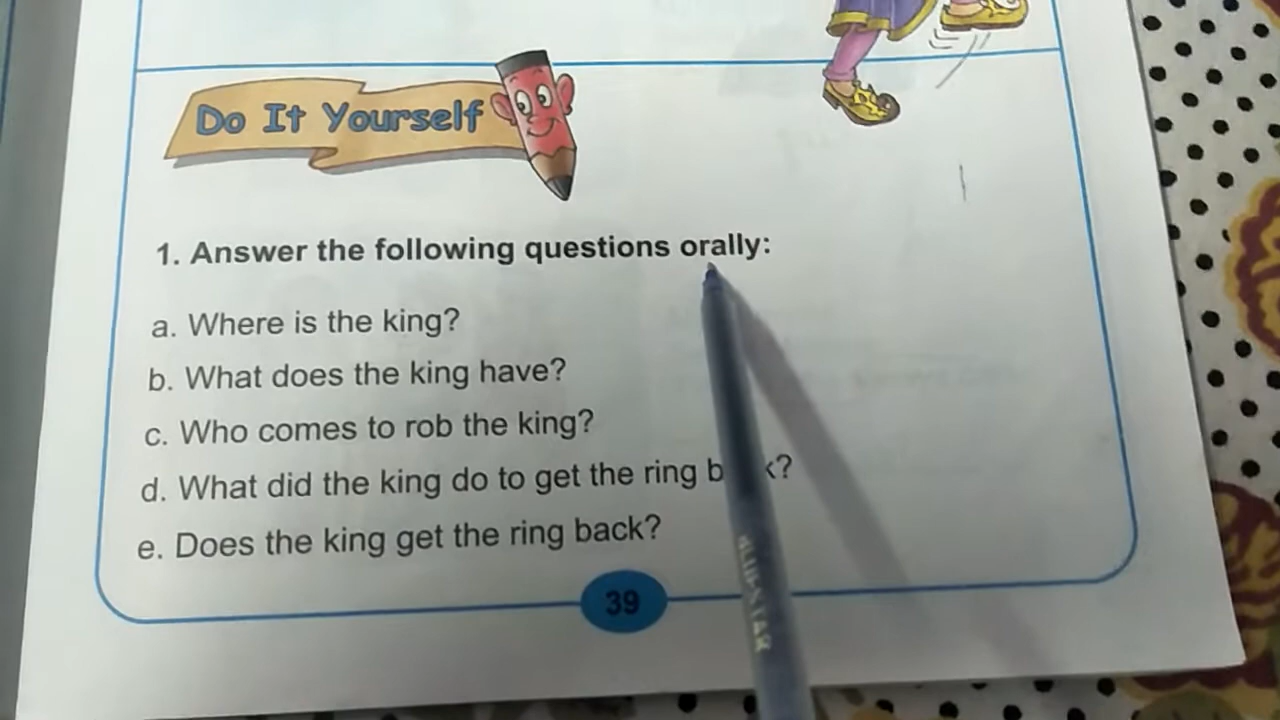 Do It Yourself
1. Answer the following questions orally:
a. Where is the king?
b. What does the king have?
c. Who comes to rob the king?
d. What did the king do to get the ring b k?
e. Does the king get the ring back?
39